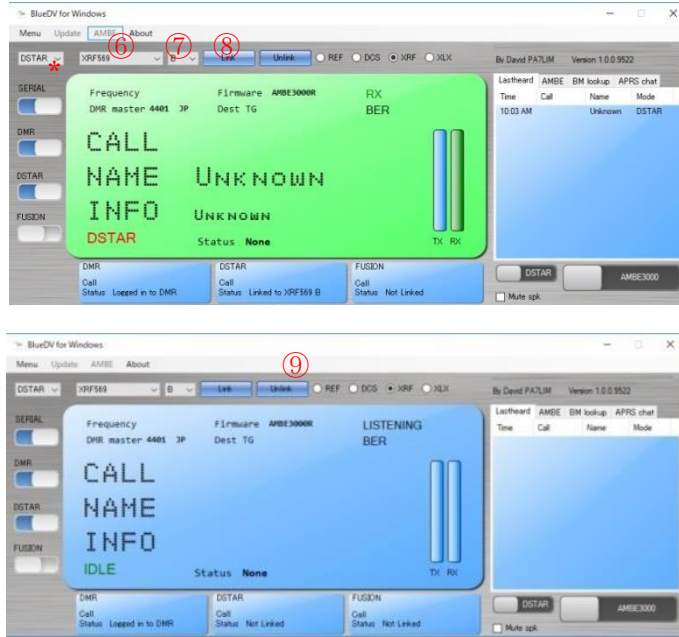 BlueDV for Windows
Menu Update AMBE About
⑥ ⑦ ⑧
DSTAR XRF569 B Link Unlink REF DCS XRF XLX By David PA7LIM Version 1.0.0.9522
*
SERIAL
DMR
DSTAR
FUSION
Frequency Firmware AMBE3000R RX
DMR master 4401 JP Dest TG BER
CALL
NAME UNKNOWN
INFO UNKNOWN
DSTAR Status None TX RX
Lastheard AMBE BM lookup APRS chat
Time Call Name Mode
10:03 AM Unknown DSTAR
DMR DSTAR FUSION
Call Call Call
Status Logged in to DMR Status Linked to XRF569 B Status Not Linked
DSTAR AMBE3000
Mute spk
BlueDV for Windows
Menu Update AMBE About
⑨
DSTAR XRF569 B Link Unlink REF DCS XRF XLX By David PA7LIM Version 1.0.0.9522
SERIAL
DMR
DSTAR
FUSION
Frequency Firmware AMBE3000R LISTENING
DMR master 4401 JP Dest TG BER
CALL
NAME
INFO
IDLE Status None TX RX
Lastheard AMBE BM lookup APRS chat
Time Call Name Mode
DMR DSTAR FUSION
Call Call Call
Status Logged in to DMR Status Not Linked Status Not Linked
DSTAR AMBE3000
Mute spk